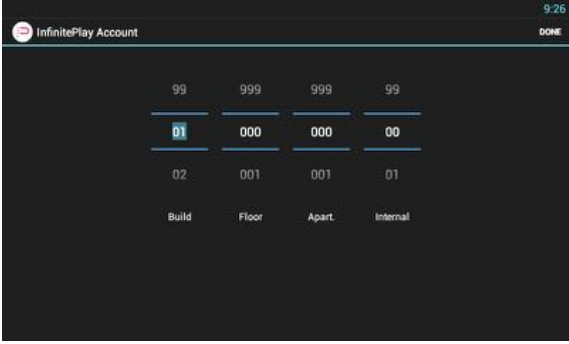 9:26
InfinitePlay Account DONE
99 999 999 99
01 000 000 00
02 001 001 01
Build Floor Apart. Internal